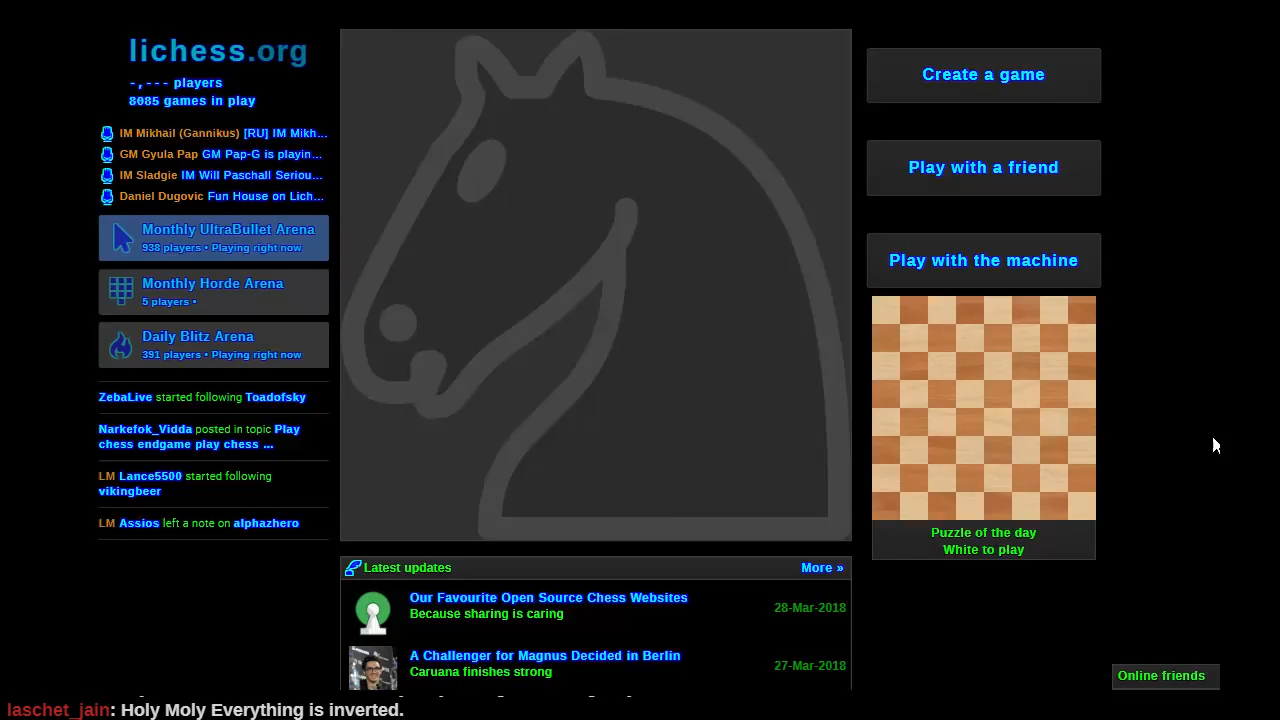 lichess.org
-,--- players
8085 games in play
IM Mikhail (Gannikus) [RU] IM Mikh...
GM Gyula Pap GM Pap-G is playin...
IM Sladgie IM Will Paschall Seriou...
Daniel Dugovic Fun House on Lich...
Monthly UltraBullet Arena
938 players • Playing right now
Monthly Horde Arena
5 players •
Daily Blitz Arena
391 players • Playing right now
ZebaLive started following Toadofsky
Narkefok_Vidda posted in topic Play
chess endgame play chess ...
LM Lance5500 started following
vikingbeer
LM Assios left a note on alphazhero
Create a game
Play with a friend
Play with the machine
Puzzle of the day
White to play
Latest updates More »
Our Favourite Open Source Chess Websites
Because sharing is caring
28-Mar-2018
A Challenger for Magnus Decided in Berlin
Caruana finishes strong
27-Mar-2018
Online friends
laschet_jain: Holy Moly Everything is inverted.